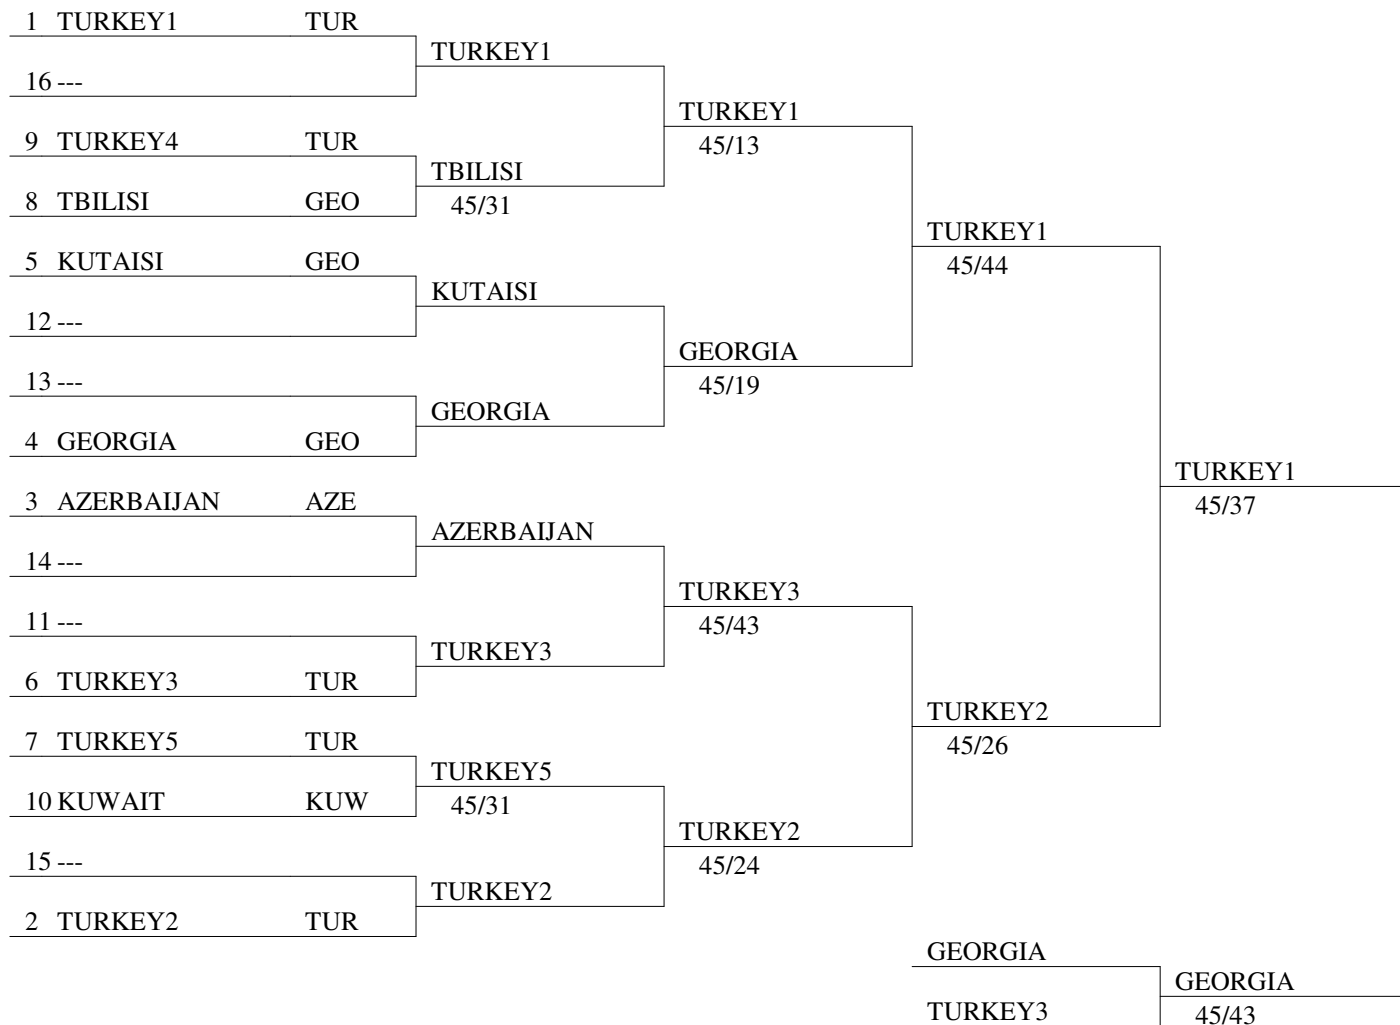 1 TURKEY1 TUR
16 ---
9 TURKEY4 TUR
8 TBILISI GEO
5 KUTAISI GEO
12 ---
13 ---
4 GEORGIA GEO
3 AZERBAIJAN AZE
14 ---
11 ---
6 TURKEY3 TUR
7 TURKEY5 TUR
10 KUWAIT KUW
15 ---
2 TURKEY2 TUR
TURKEY1
TBILISI
45/31
KUTAISI
GEORGIA
AZERBAIJAN
TURKEY3
TURKEY5
45/31
TURKEY2
TURKEY1
45/13
GEORGIA
45/19
TURKEY3
45/43
TURKEY2
45/24
TURKEY1
45/44
TURKEY2
45/26
TURKEY1
45/37
GEORGIA
TURKEY3
GEORGIA
45/43